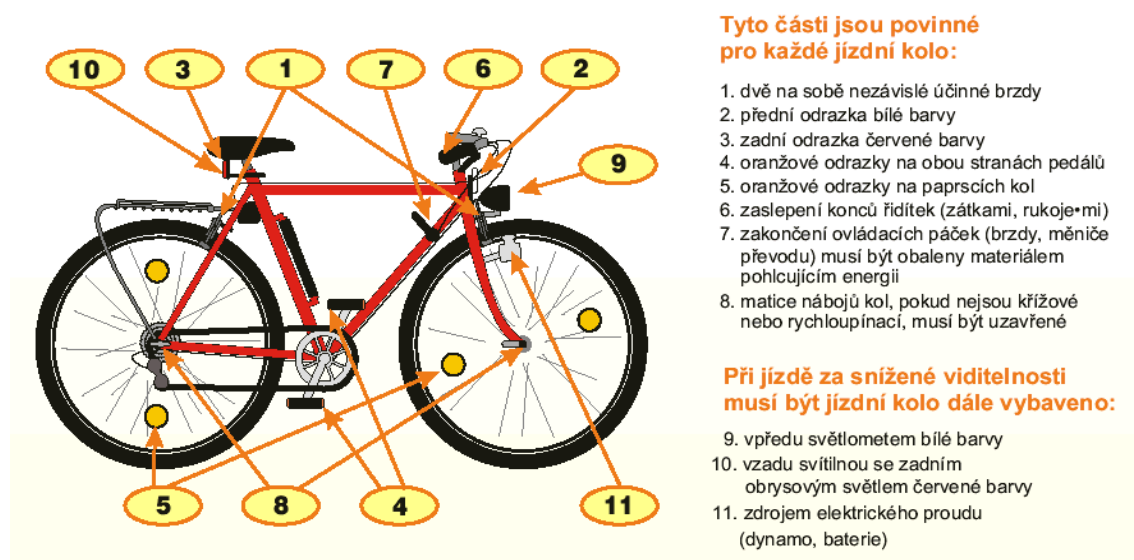 10
3
1
7
6
2
9
5
8
4
11
Tyto části jsou povinné
pro každé jízdní kolo:
1. dvě na sobě nezávislé účinné brzdy
2. přední odrazka bílé barvy
3. zadní odrazka červené barvy
4. oranžové odrazky na obou stranách pedálů
5. oranžové odrazky na paprscích kol
6. zaslepení konců řidítek (zátkami, rukoje•mi)
7. zakončení ovládacích páček (brzdy, měniče
převodu) musí být obaleny materiálem
pohlcujícím energii
8. matice nábojů kol, pokud nejsou křížové
nebo rychloupínací, musí být uzavřené
Při jízdě za snížené viditelnosti
musí být jízdní kolo dále vybaveno:
9. vpředu světlometem bílé barvy
10. vzadu svítilnou se zadním
obrysovým světlem červené barvy
11. zdrojem elektrického proudu
(dynamo, baterie)